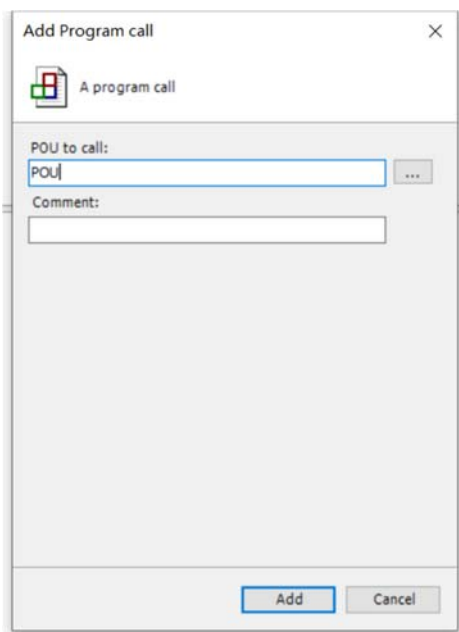 Add Program call
A program call
POU to call:
POU
...
Comment:
Add Cancel